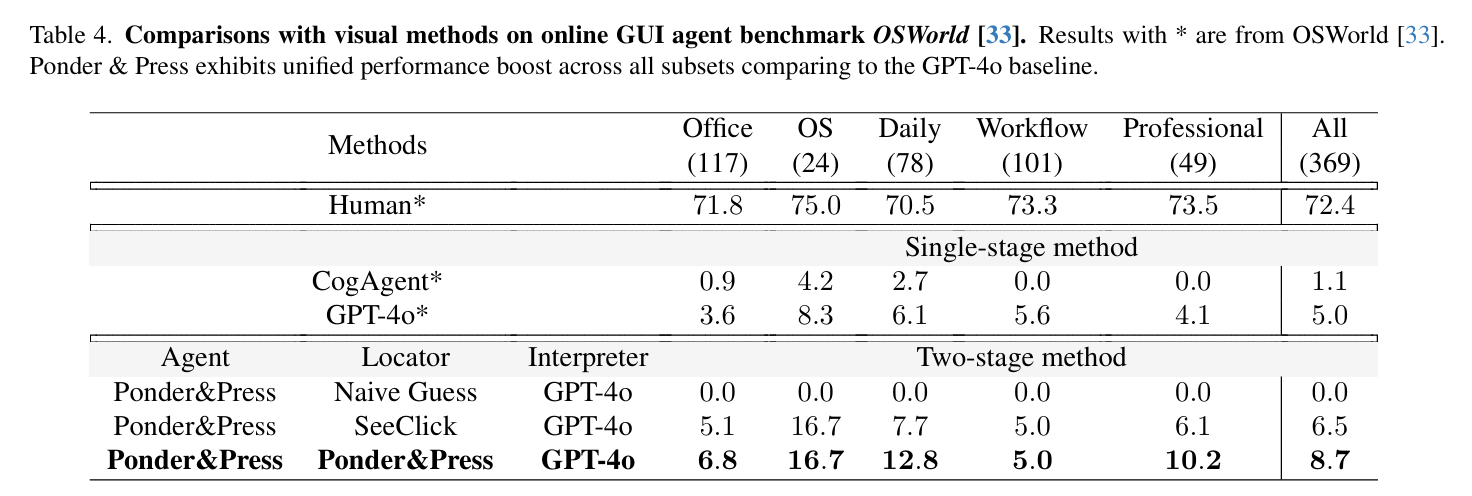 Table 4. Comparisons with visual methods on online GUI agent benchmark OSWorld [33]. Results with * are from OSWorld [33].
Ponder & Press exhibits unified performance boost across all subsets comparing to the GPT-4o baseline.
Methods Office OS Daily Workflow Professional All
(117) (24) (78) (101) (49) (369)
Human* 71.8 75.0 70.5 73.3 73.5 72.4
Single-stage method
CogAgent* 0.9 4.2 2.7 0.0 0.0 1.1
GPT-4o* 3.6 8.3 6.1 5.6 4.1 5.0
Agent Locator Interpreter Two-stage method
Ponder&Press Naive Guess GPT-4o 0.0 0.0 0.0 0.0 0.0 0.0
Ponder&Press SeeClick GPT-4o 5.1 16.7 7.7 5.0 6.1 6.5
Ponder&Press Ponder&Press GPT-4o 6.8 16.7 12.8 5.0 10.2 8.7